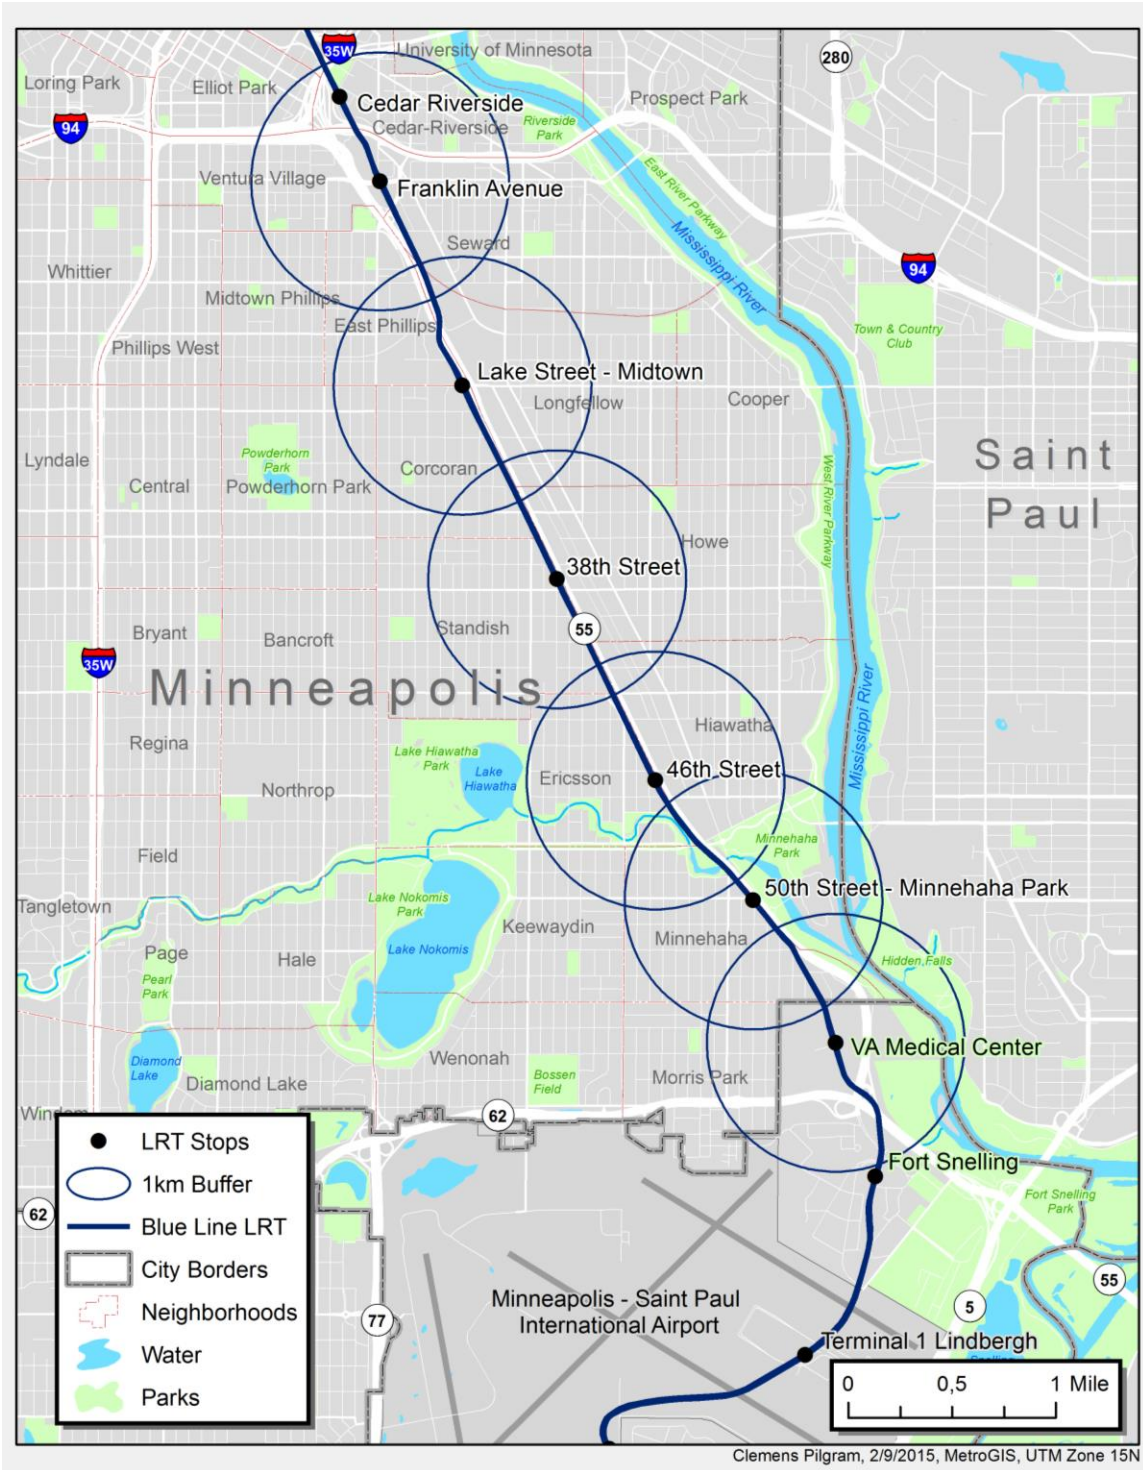 35W
University of Minnesota
280
Loring Park
Elliot Park
Cedar Riverside
Prospect Park
94
Cedar-Riverside
Riverside
Park
Ventura Village
Franklin Avenue
East River Parkway
Seward
Mississippi River
Whittier
94
Midtown Phillips
East Phillips
Town & Country
Club
Phillips West
Lake Street - Midtown
Longfellow
Cooper
Saint
Paul
Lyndale
Powderhorn
Park
Corcoran
Central
Powderhorn Park
West River Parkway
Howe
38th Street
Bryant
Bancroft
Standish
55
35W
Minneapolis
Mississippi River
Hiawatha
Regina
Lake Hiawatha
Park
Lake
Hiawatha
Ericsson
46th Street
Northrop
Minnehaha
Park
Field
50th Street - Minnehaha Park
Tangletown
Lake Nokomis
Park
Keewaydin
Minnehaha
Lake Nokomis
Page
Hale
Hidden Falls
Pearl
Park
VA Medical Center
Wenonah
Diamond
Lake
Diamond Lake
Bossen
Field
Morris Park
62
LRT Stops
1km Buffer
Blue Line LRT
City Borders
Neighborhoods
Water
Parks
Fort Snelling
Fort Snelling
Park
62
55
5
77
Minneapolis - Saint Paul
International Airport
Terminal 1 Lindbergh
0 0,5 1 Mile
Clemens Pilgram, 2/9/2015, MetroGIS, UTM Zone 15N